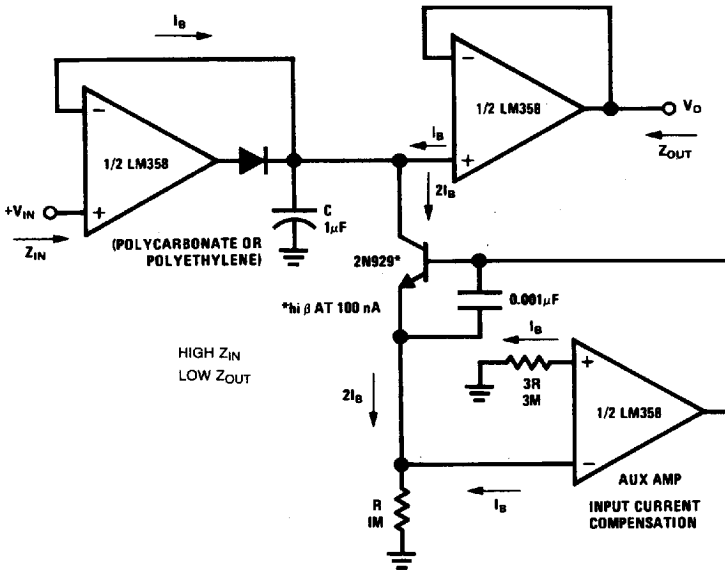 IB
−
1/2 LM358
+
+VIN
ZIN
C
1µF
(POLYCARBONATE OR
POLYETHYLENE)
−
1/2 LM358
+
IB
VO
ZOUT
2IB
2N929*
*hi β AT 100 nA
0.001µF
HIGH ZIN
LOW ZOUT
IB
3R
3M
+
1/2 LM358
−
2IB
AUX AMP
INPUT CURRENT
COMPENSATION
IB
R
1M